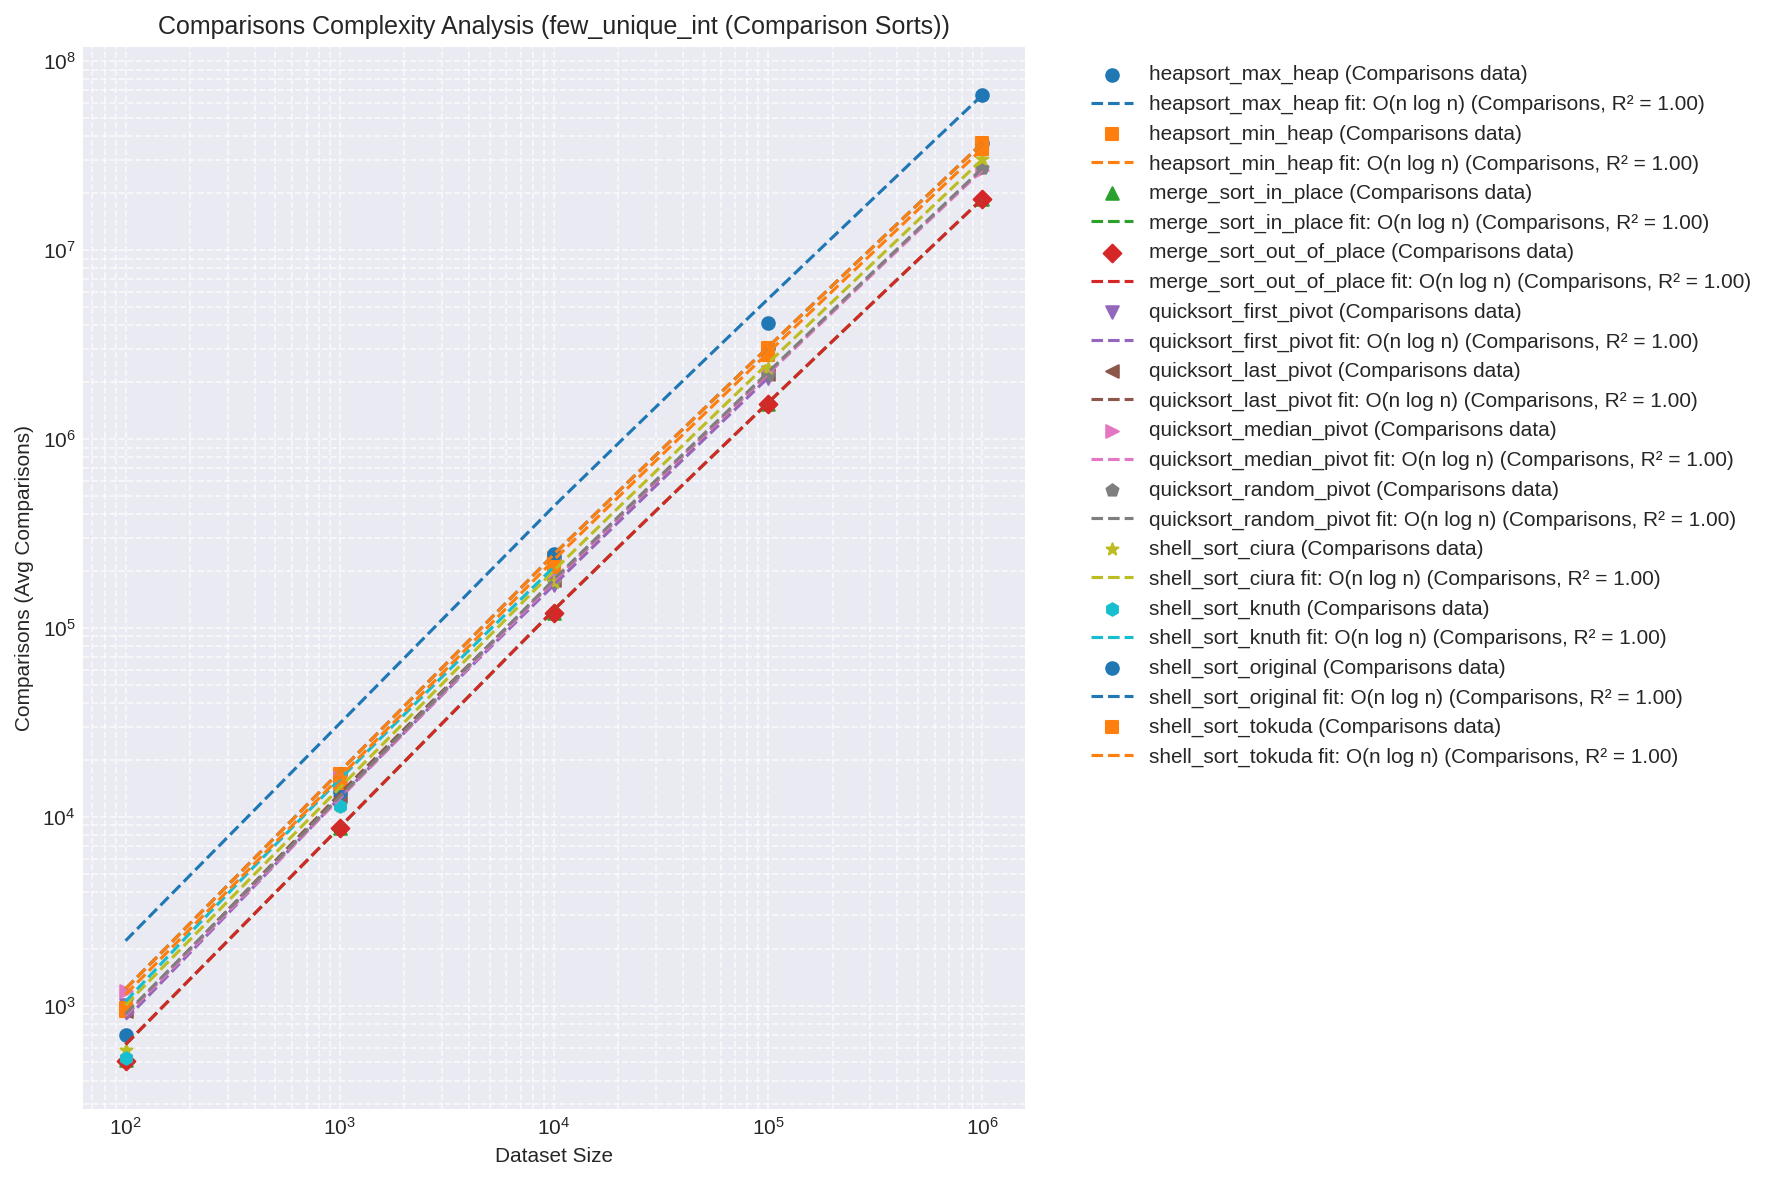 Comparisons Complexity Analysis (few_unique_int (Comparison Sorts))
10⁸
10⁷
10⁶
10⁵
10⁴
10³
Comparisons (Avg Comparisons)
10²
10³
10⁴
10⁵
10⁶
Dataset Size
heapsort_max_heap (Comparisons data)
heapsort_max_heap fit: O(n log n) (Comparisons, R² = 1.00)
heapsort_min_heap (Comparisons data)
heapsort_min_heap fit: O(n log n) (Comparisons, R² = 1.00)
merge_sort_in_place (Comparisons data)
merge_sort_in_place fit: O(n log n) (Comparisons, R² = 1.00)
merge_sort_out_of_place (Comparisons data)
merge_sort_out_of_place fit: O(n log n) (Comparisons, R² = 1.00)
quicksort_first_pivot (Comparisons data)
quicksort_first_pivot fit: O(n log n) (Comparisons, R² = 1.00)
quicksort_last_pivot (Comparisons data)
quicksort_last_pivot fit: O(n log n) (Comparisons, R² = 1.00)
quicksort_median_pivot (Comparisons data)
quicksort_median_pivot fit: O(n log n) (Comparisons, R² = 1.00)
quicksort_random_pivot (Comparisons data)
quicksort_random_pivot fit: O(n log n) (Comparisons, R² = 1.00)
shell_sort_ciura (Comparisons data)
shell_sort_ciura fit: O(n log n) (Comparisons, R² = 1.00)
shell_sort_knuth (Comparisons data)
shell_sort_knuth fit: O(n log n) (Comparisons, R² = 1.00)
shell_sort_original (Comparisons data)
shell_sort_original fit: O(n log n) (Comparisons, R² = 1.00)
shell_sort_tokuda (Comparisons data)
shell_sort_tokuda fit: O(n log n) (Comparisons, R² = 1.00)